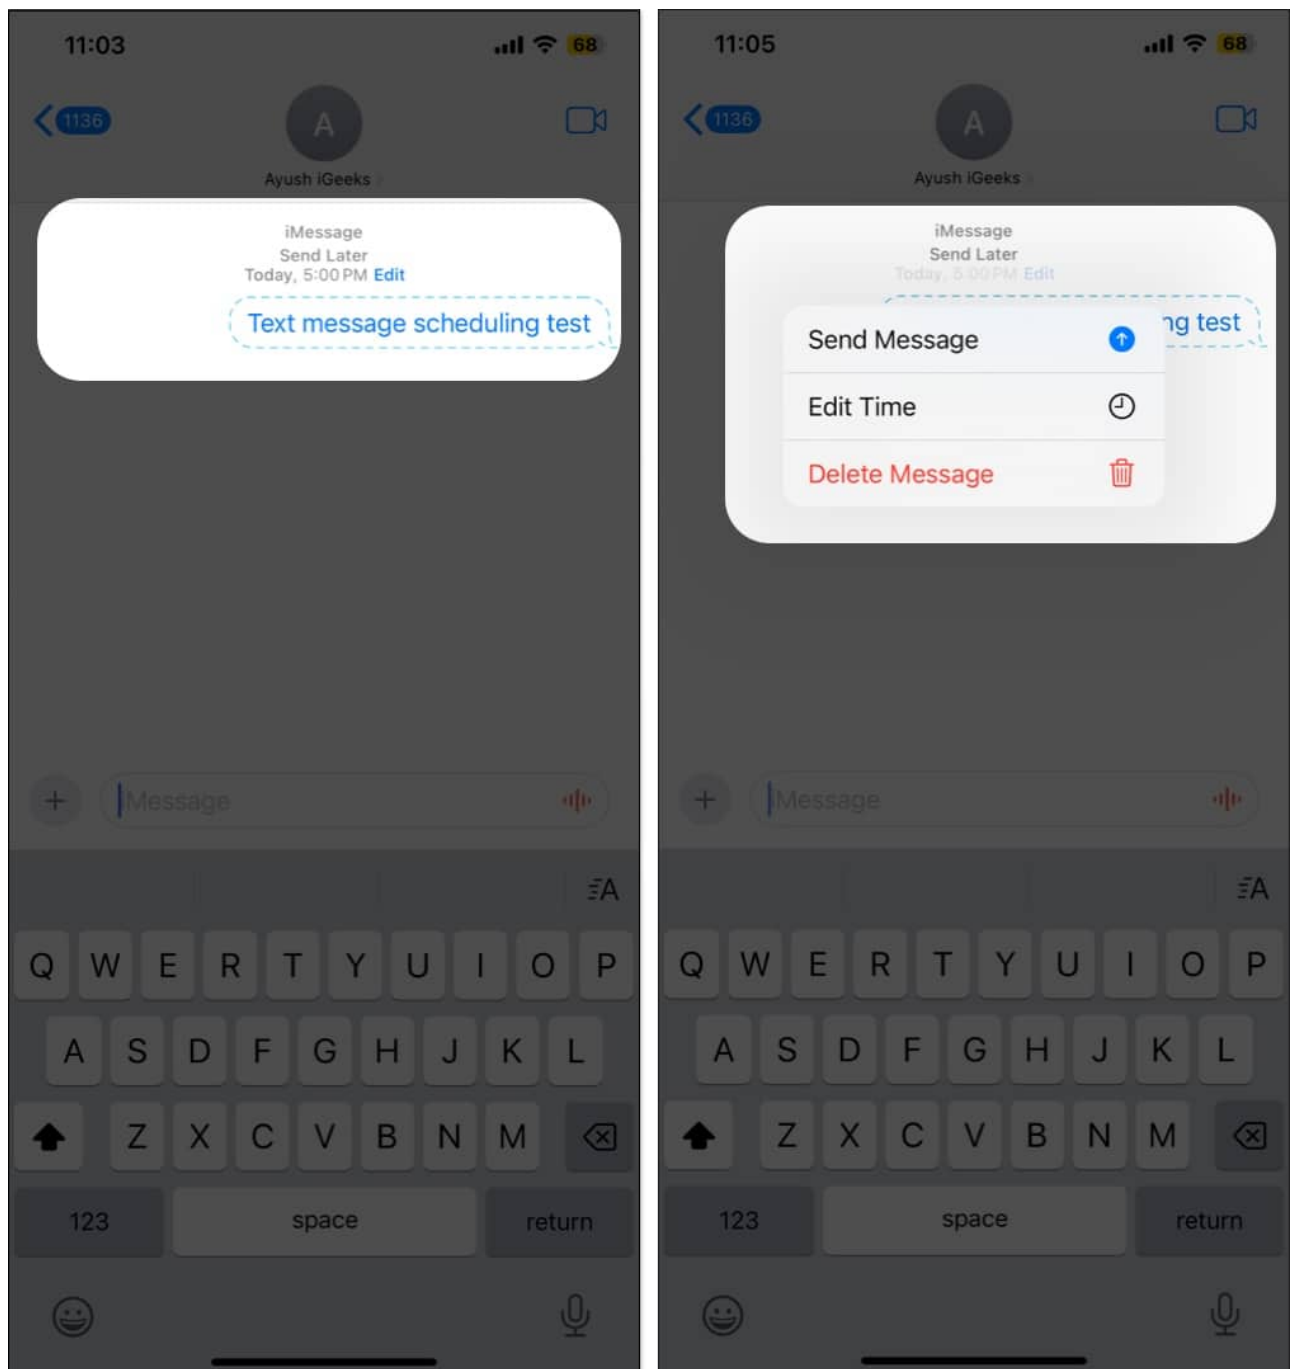 11:03
68
1136
A
Ayush iGeeks
iMessage
Send Later
Today, 5:00 PM Edit
Text message scheduling test
iMessage
A
Q W E R T Y U I O P
A S D F G H J K L
Z X C V B N M
123 space return
11:05
68
1136
A
Ayush iGeeks
iMessage
Send Later
Today, 5:00 PM Edit
ng test
Send Message
Edit Time
Delete Message
iMessage
A
Q W E R T Y U I O P
A S D F G H J K L
Z X C V B N M
123 space return